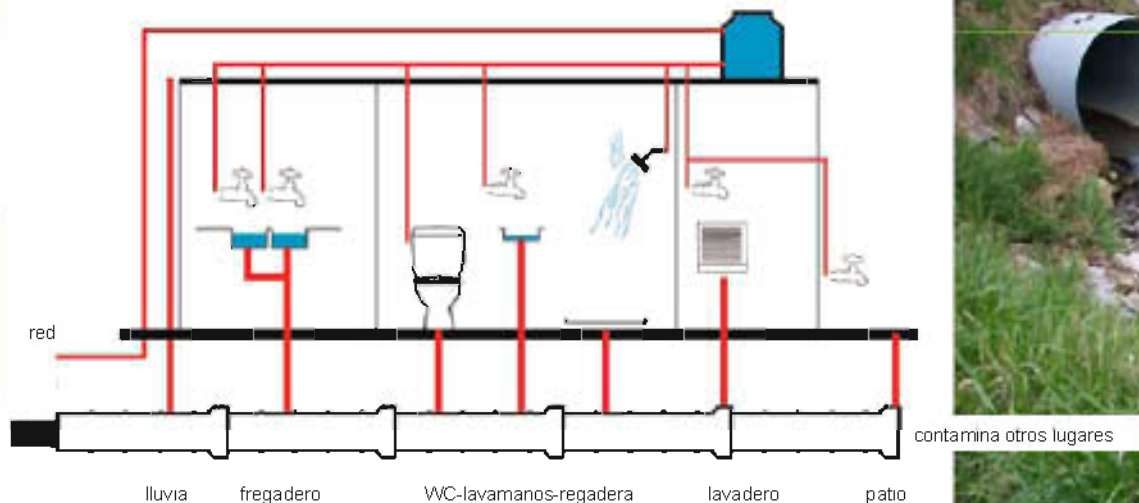 red
contamina otros lugares
lluvia fregadero WC-lavamanos-regadera lavadero patio